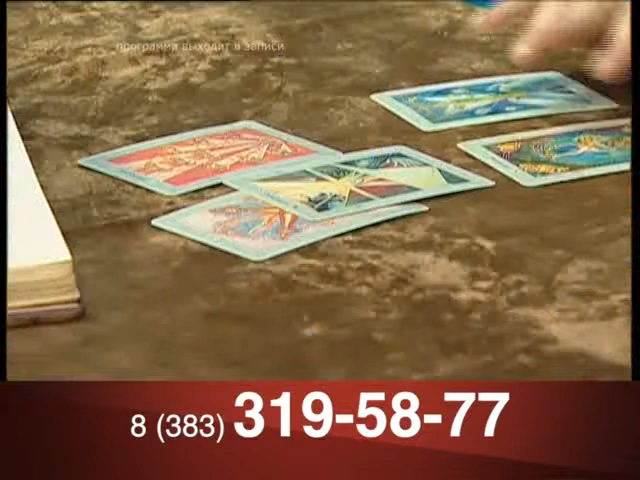 программа выходит в записи
8 (383) 319-58-77